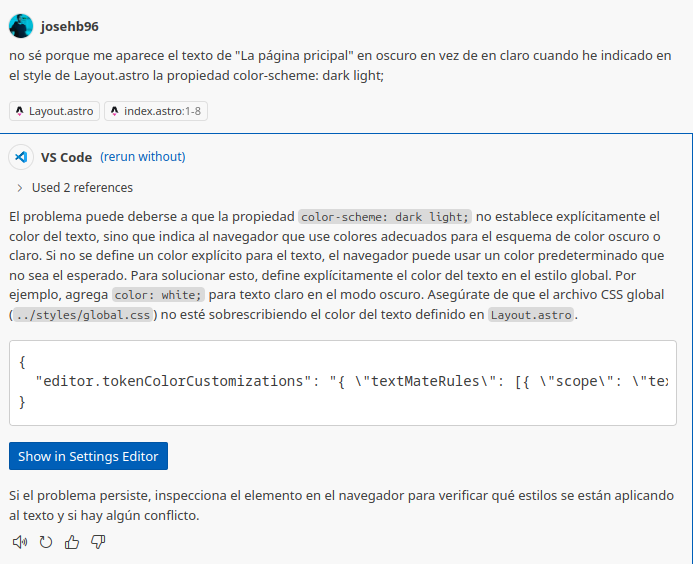 josehb96
no sé porque me aparece el texto de "La página pricipal" en oscuro en vez de en claro cuando he indicado en
el style de Layout.astro la propiedad color-scheme: dark light;
Layout.astro index.astro:1-8
VS Code (rerun without)
Used 2 references
El problema puede deberse a que la propiedad color-scheme: dark light; no establece explícitamente el
color del texto, sino que indica al navegador que use colores adecuados para el esquema de color oscuro o
claro. Si no se define un color explícito para el texto, el navegador puede usar un color predeterminado que
no sea el esperado. Para solucionar esto, define explícitamente el color del texto en el estilo global. Por
ejemplo, agrega color: white; para texto claro en el modo oscuro. Asegúrate de que el archivo CSS global
(../styles/global.css) no esté sobrescribiendo el color del texto definido en Layout.astro.
{
"editor.tokenColorCustomizations": "{ \"textMateRules\": [{ \"scope\": \"tex
}
Show in Settings Editor
Si el problema persiste, inspecciona el elemento en el navegador para verificar qué estilos se están aplicando
al texto y si hay algún conflicto.